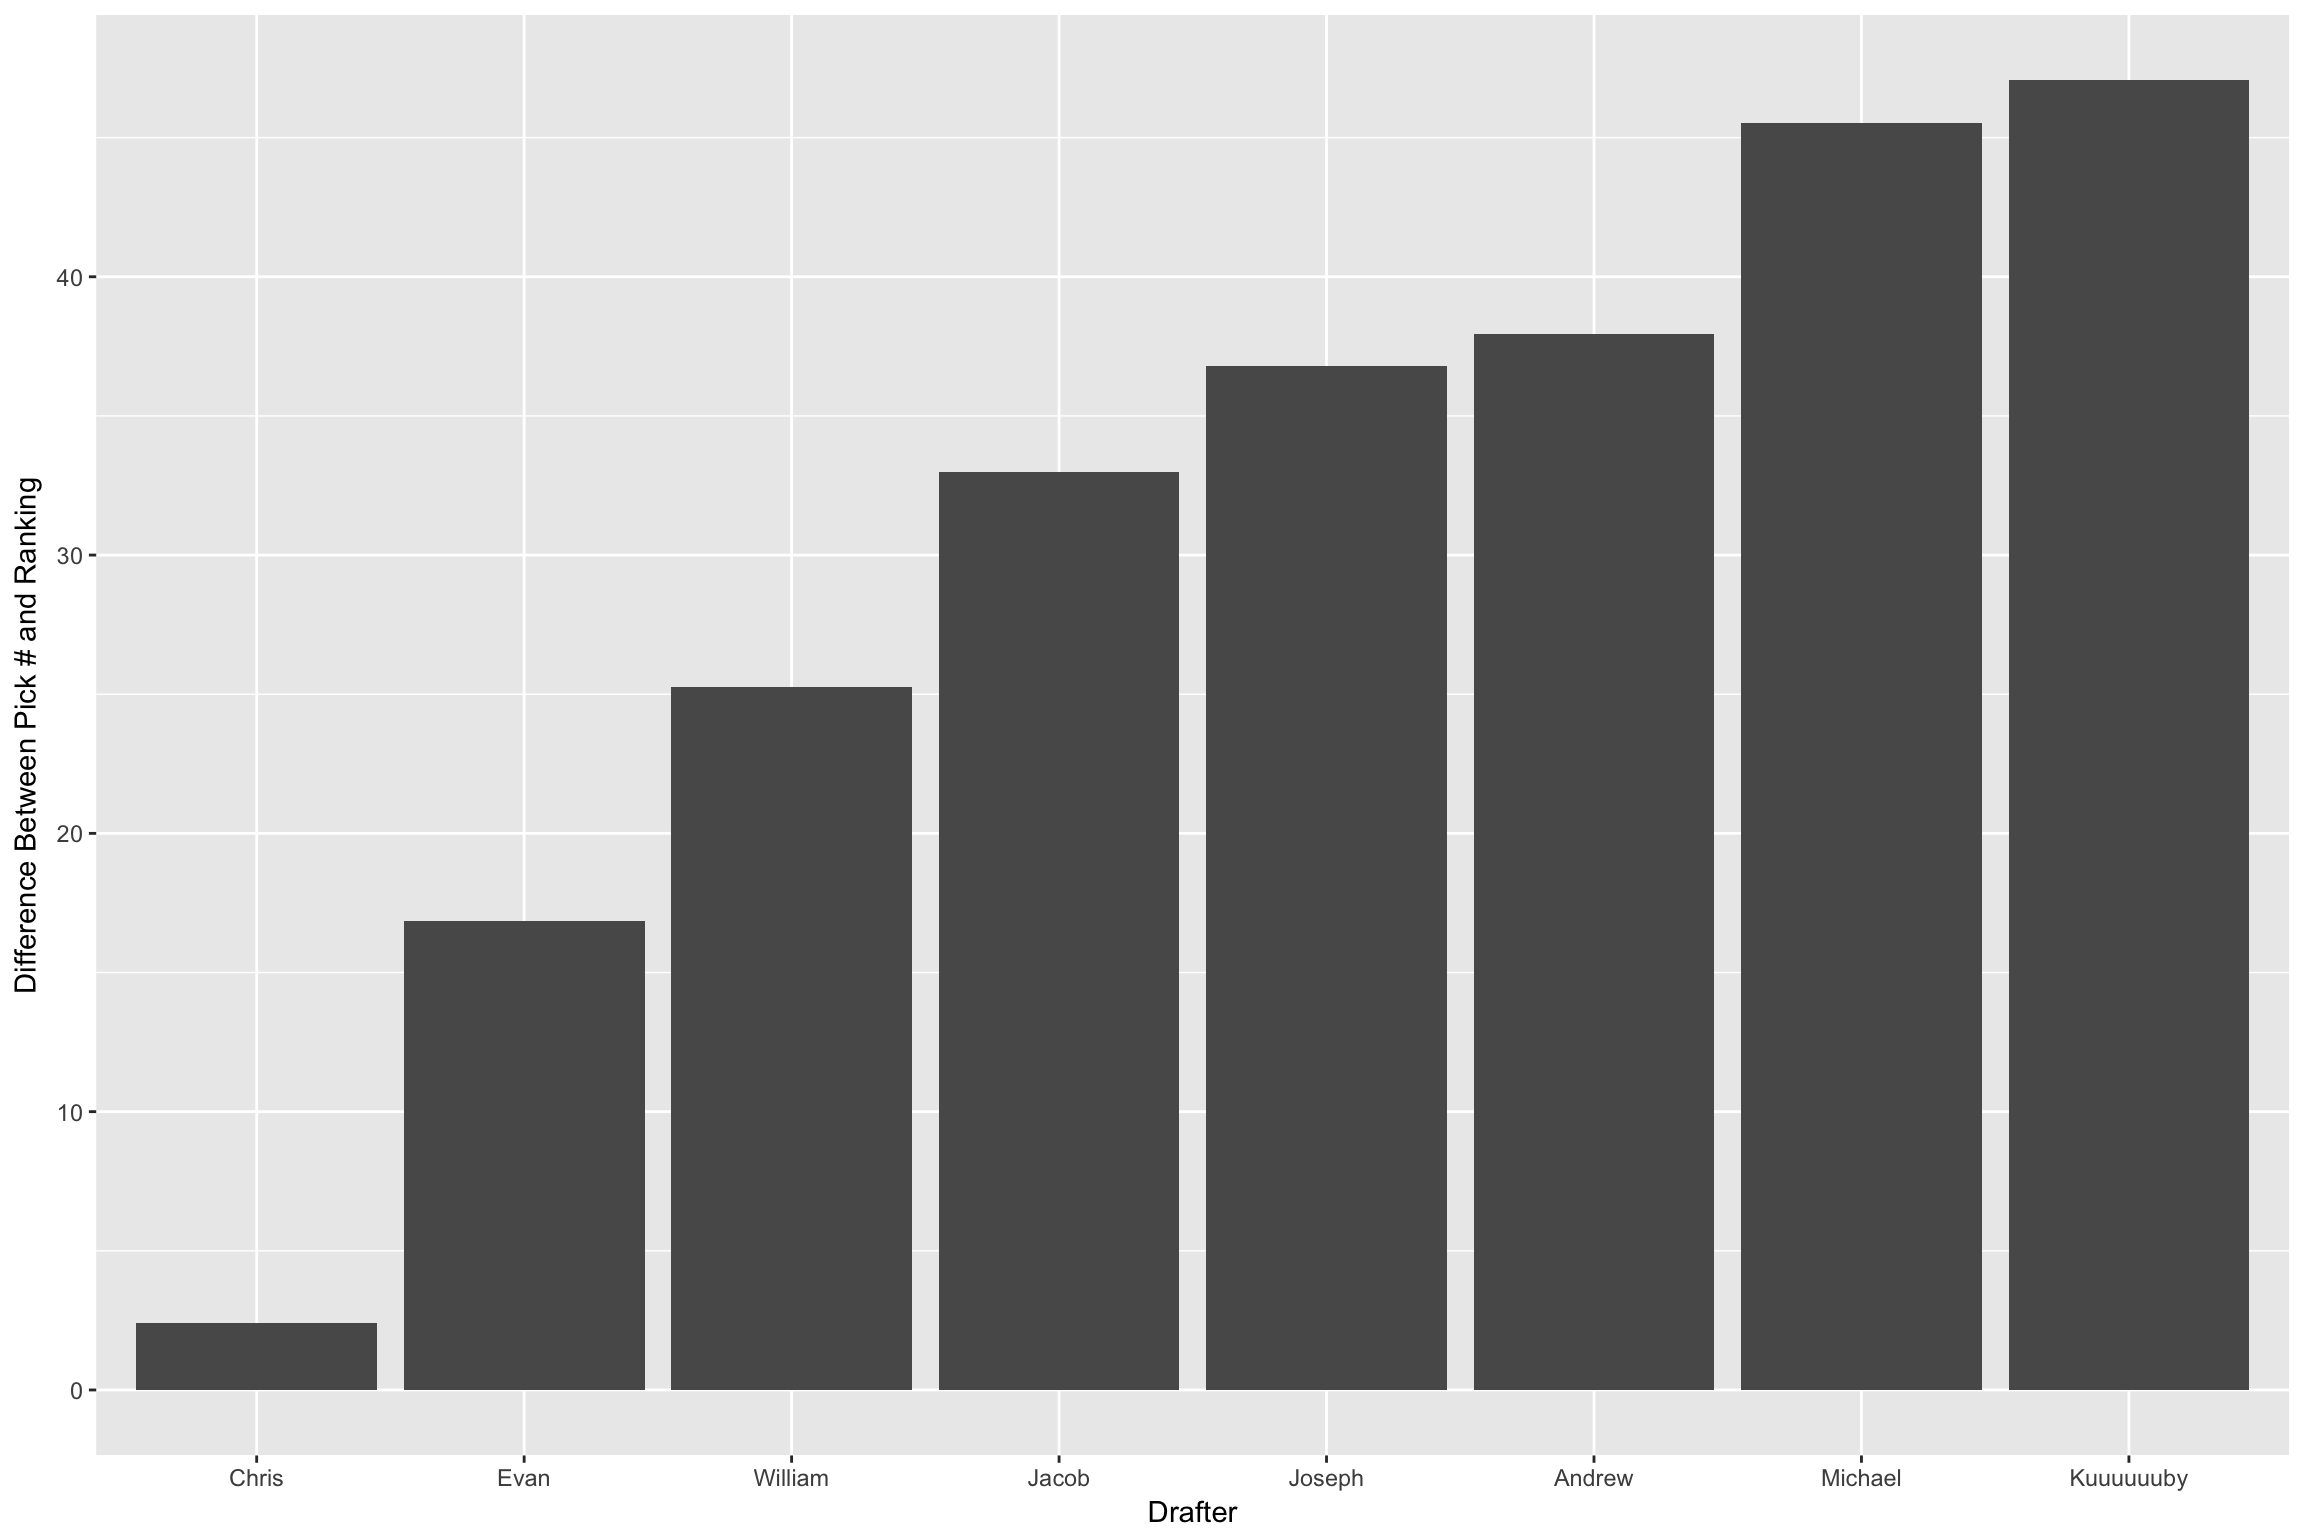 Difference Between Pick # and Ranking
40
30
20
10
0
Chris Evan William Jacob Joseph Andrew Michael Kuuuuuuby
Drafter